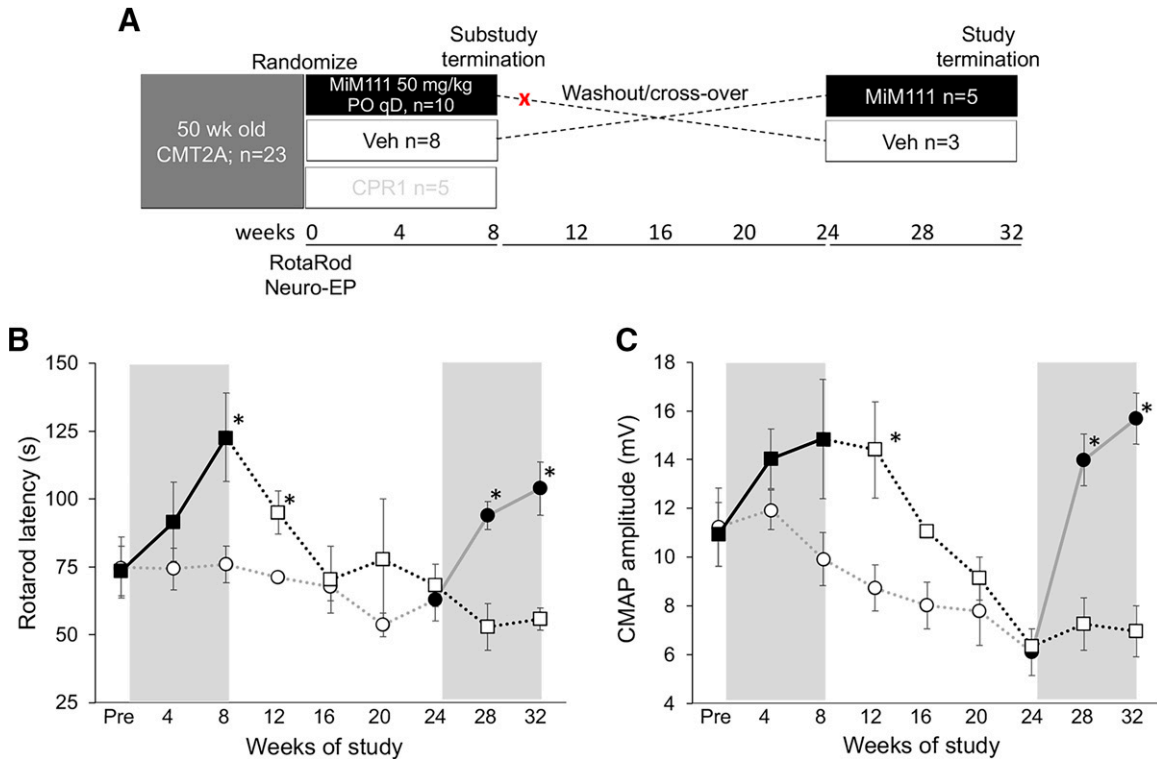 A
Randomize
Substudy
termination
Study
termination
50 wk old
CMT2A; n=23
MiM111 50 mg/kg
PO qD, n=10
Veh n=8
CPR1 n=5
x
Washout/cross-over
MiM111 n=5
Veh n=3
weeks 0 4 8 12 16 20 24 28 32
RotaRod
Neuro-EP
B
Rotarod latency (s)
150
125
100
75
50
25
* * * *
Pre 4 8 12 16 20 24 28 32
Weeks of study
C
CMAP amplitude (mV)
18
16
14
12
10
8
6
4
* * *
Pre 4 8 12 16 20 24 28 32
Weeks of study